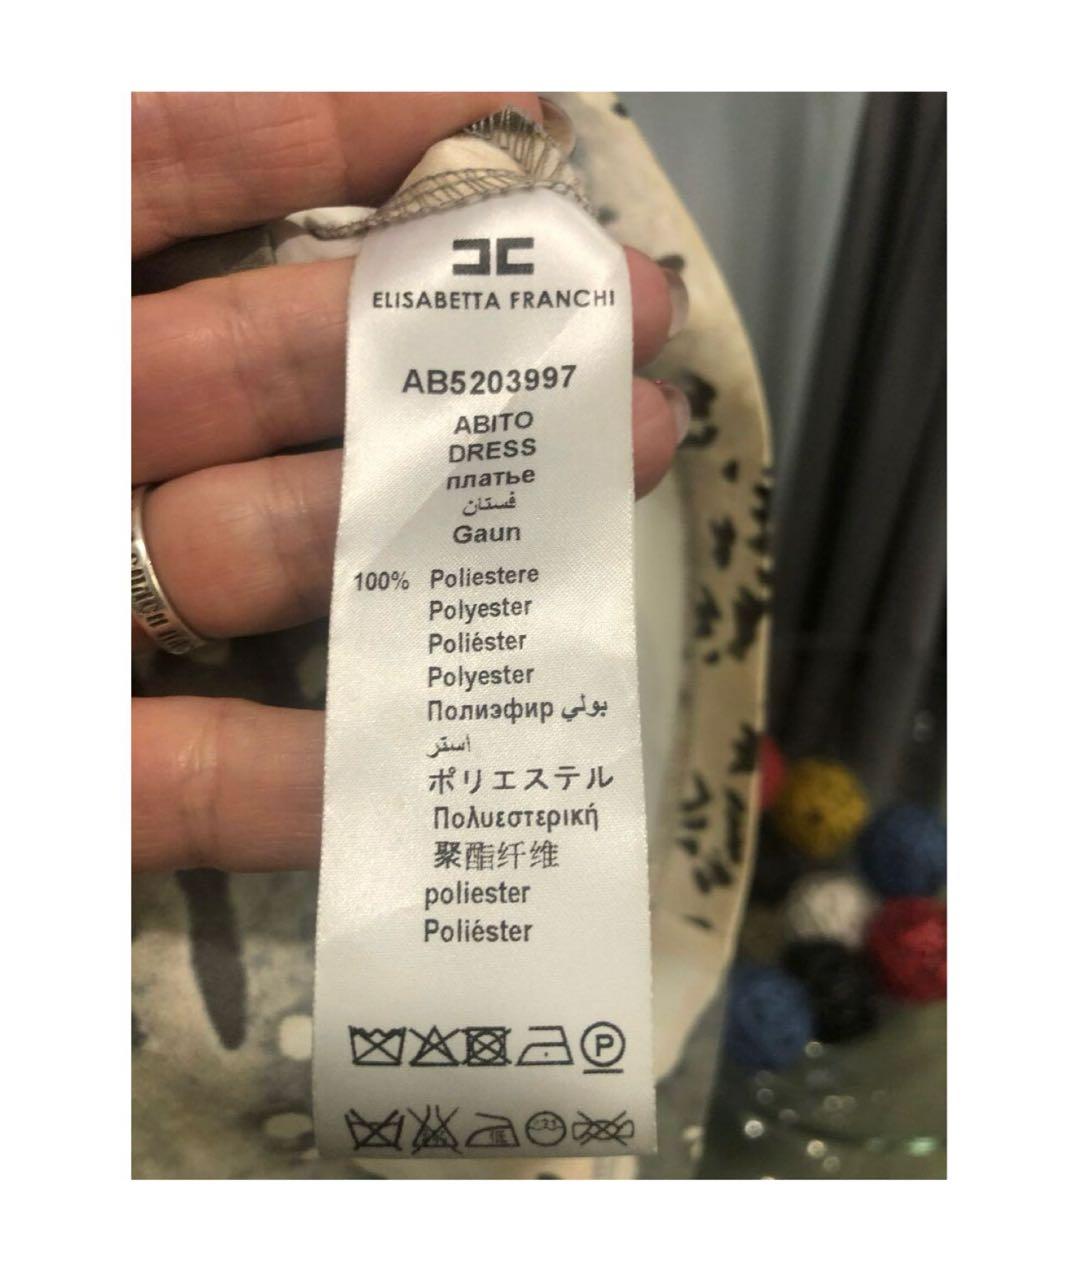 ELISABETTA FRANCHI
AB5203997
ABITO
DRESS
платье
فستان
Gaun
100% Poliestere
Polyester
Poliéster
Polyester
Полиэфир بولي
استر
ポリエステル
Πολυεστερική
聚酯纤维
poliester
Poliéster
P